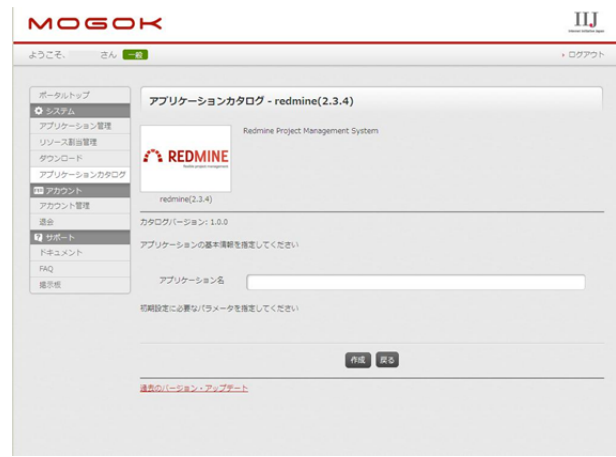 MOGOK
IIJ
Internet Initiative Japan
ようこそ、 さん 一般
ログアウト
ポータルトップ
システム
アプリケーション管理
リソース割当管理
ダウンロード
アプリケーションカタログ
アカウント
アカウント管理
退会
サポート
ドキュメント
FAQ
掲示板
アプリケーションカタログ - redmine(2.3.4)
REDMINE
flexible project management
Redmine Project Management System
redmine(2.3.4)
カタログバージョン: 1.0.0
アプリケーションの基本情報を指定してください
アプリケーション名
初期設定に必要なパラメータを指定してください
作成 戻る
過去のバージョン・アップデート